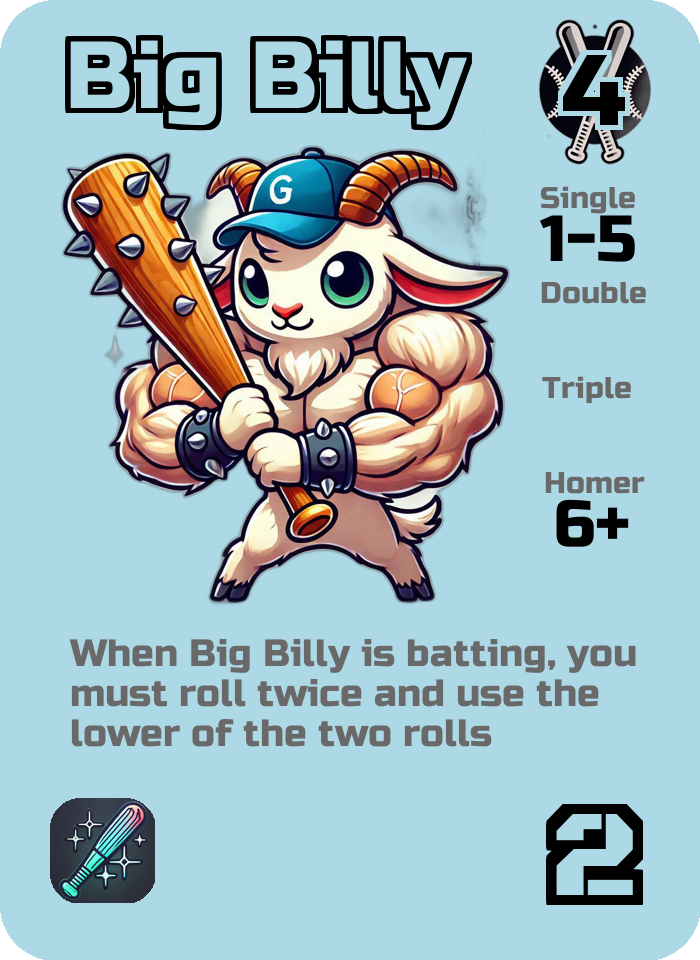 Big Billy
4
G
Single
1-5
Double
Triple
Homer
6+
When Big Billy is batting, you
must roll twice and use the
lower of the two rolls
2